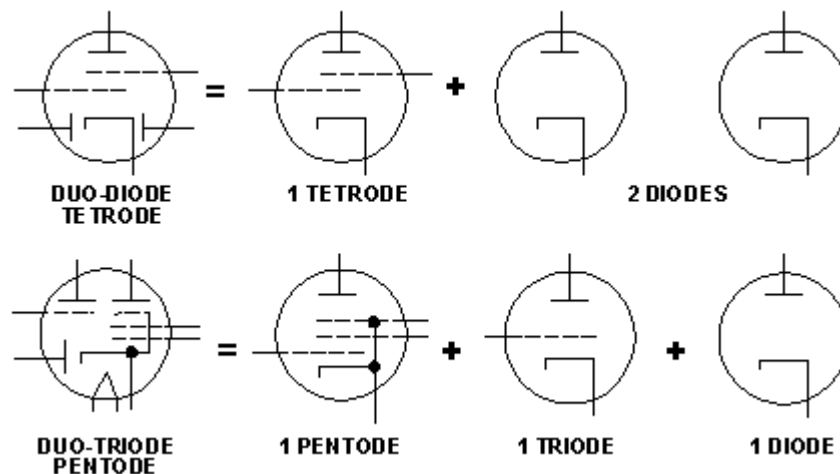 =
+
DUO-DIODE
TETRODE
1 TETRODE
2 DIODES
=
+
+
DUO-TRIODE
PENTODE
1 PENTODE
1 TRIODE
1 DIODE